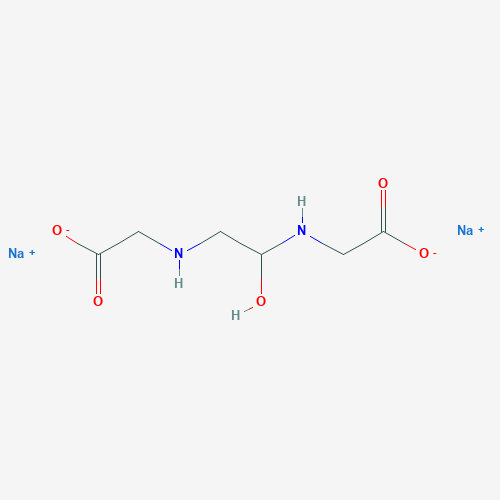 H O
O - N Na +
Na + N O -
H
O H O